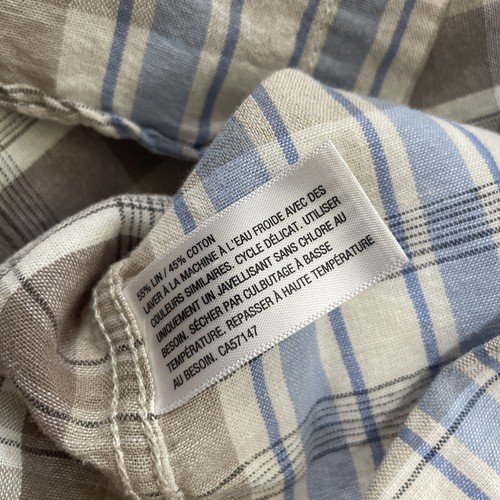 55% LIN / 45% COTON
LAVER À LA MACHINE À L'EAU FROIDE AVEC DES
COULEURS SIMILAIRES. CYCLE DÉLICAT. UTILISER
UNIQUEMENT UN JAVELLISANT SANS CHLORE AU
BESOIN. SÉCHER PAR CULBUTAGE À BASSE
TEMPÉRATURE. REPASSER À HAUTE TEMPÉRATURE
AU BESOIN. CA57147